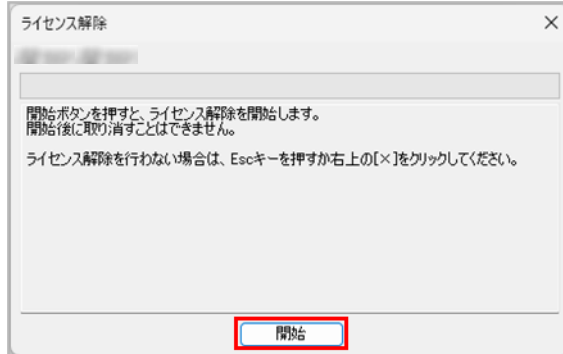 ライセンス解除
開始ボタンを押すと、ライセンス解除を開始します。
開始後に取り消すことはできません。
ライセンス解除を行わない場合は、Escキーを押すか右上の[×]をクリックしてください。
開始